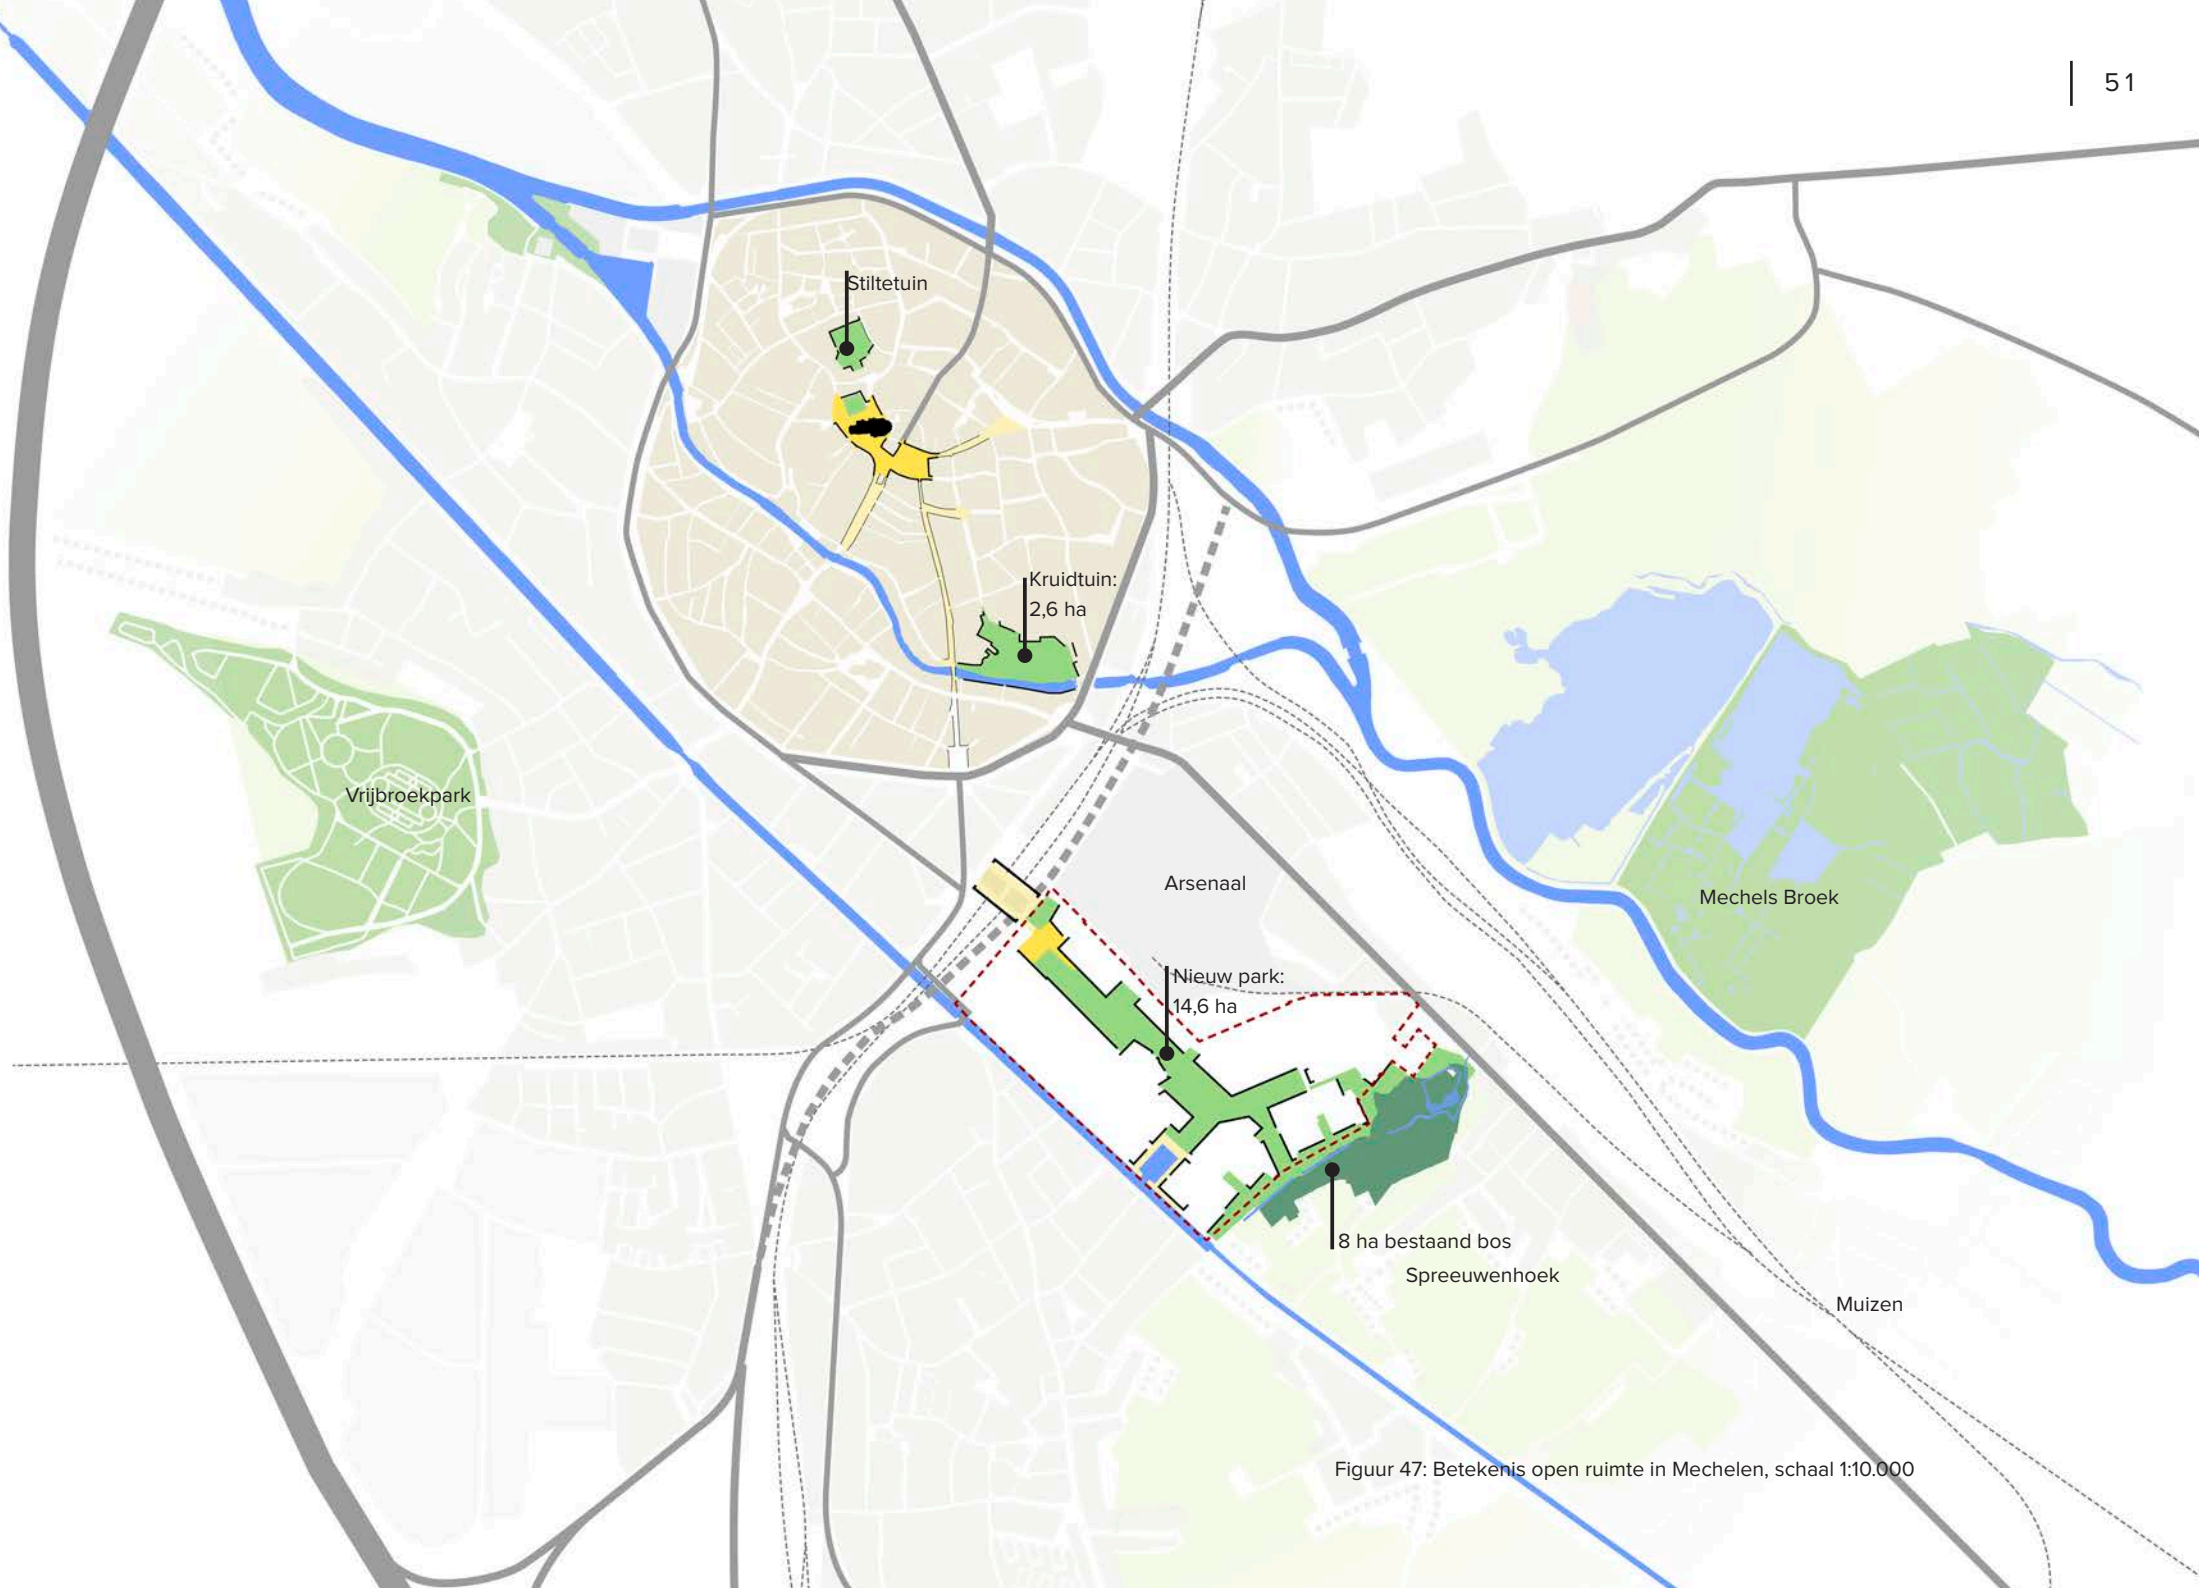 51
Stiltetuin
Kruidtuin:
2,6 ha
Vrijbroekpark
Arsenaal
Mechels Broek
Nieuw park:
14,6 ha
8 ha bestaand bos
Spreeuwenhoek
Muizen
Figuur 47: Betekenis open ruimte in Mechelen, schaal 1:10.000